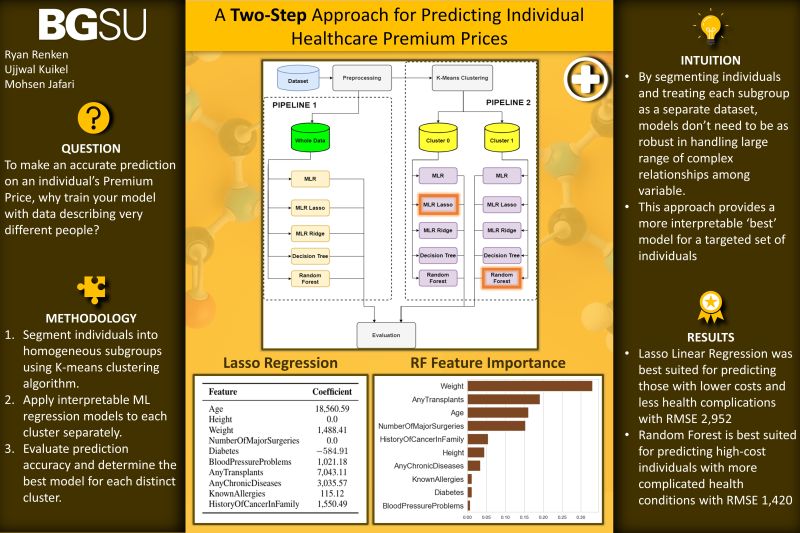 BGSU
Ryan Renken
Ujjwal Kuikel
Mohsen Jafari
QUESTION
To make an accurate prediction
on an individual's Premium
Price, why train your model
with data describing very
different people?
METHODOLOGY
1. Segment individuals into
homogeneous subgroups
using K-means clustering
algorithm.
2. Apply interpretable ML
regression models to each
cluster separately.
3. Evaluate prediction
accuracy and determine the
best model for each distinct
cluster.
A Two-Step Approach for Predicting Individual
Healthcare Premium Prices
Dataset
Preprocessing
K-Means Clustering
PIPELINE 1
PIPELINE 2
Whole Data
Cluster 0
Cluster 1
MLR
MLR
MLR
MLR Lasso
MLR Lasso
MLR Lasso
MLR Ridge
MLR Ridge
MLR Ridge
Decision Tree
Decision Tree
Decision Tree
Random
Forest
Random
Forest
Random
Forest
Evaluation
Lasso Regression
Feature Coefficient
Age 18,560.59
Height 0.0
Weight 1,488.41
NumberOfMajorSurgeries 0.0
Diabetes −584.91
BloodPressureProblems 1,021.18
AnyTransplants 7,043.11
AnyChronicDiseases 3,035.57
KnownAllergies 115.12
HistoryOfCancerInFamily 1,550.49
RF Feature Importance
Weight
AnyTransplants
Age
NumberOfMajorSurgeries
HistoryOfCancerInFamily
Height
AnyChronicDiseases
KnownAllergies
Diabetes
BloodPressureProblems
0.00 0.05 0.10 0.15 0.20 0.25 0.30
INTUITION
• By segmenting individuals
and treating each subgroup
as a separate dataset,
models don't need to be as
robust in handling large
range of complex
relationships among
variable.
• This approach provides a
more interpretable 'best'
model for a targeted set of
individuals
RESULTS
• Lasso Linear Regression was
best suited for predicting
those with lower costs and
less health complications
with RMSE 2,952
• Random Forest is best suited
for predicting high-cost
individuals with more
complicated health
conditions with RMSE 1,420